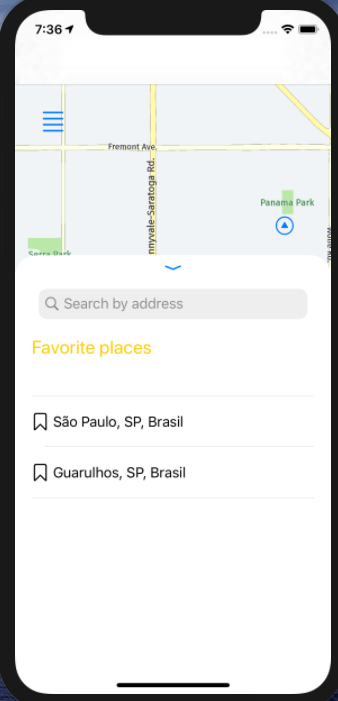 7:36
Fremont Ave.
nnyvale-Saratoga Rd.
Panama Park
Serra Park
Search by address
Favorite places
São Paulo, SP, Brasil
Guarulhos, SP, Brasil